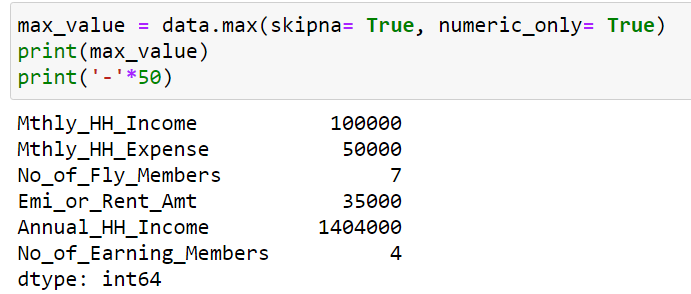 max_value = data.max(skipna= True, numeric_only= True)
print(max_value)
print('-'*50)
Mthly_HH_Income 100000
Mthly_HH_Expense 50000
No_of_Fly_Members 7
Emi_or_Rent_Amt 35000
Annual_HH_Income 1404000
No_of_Earning_Members 4
dtype: int64